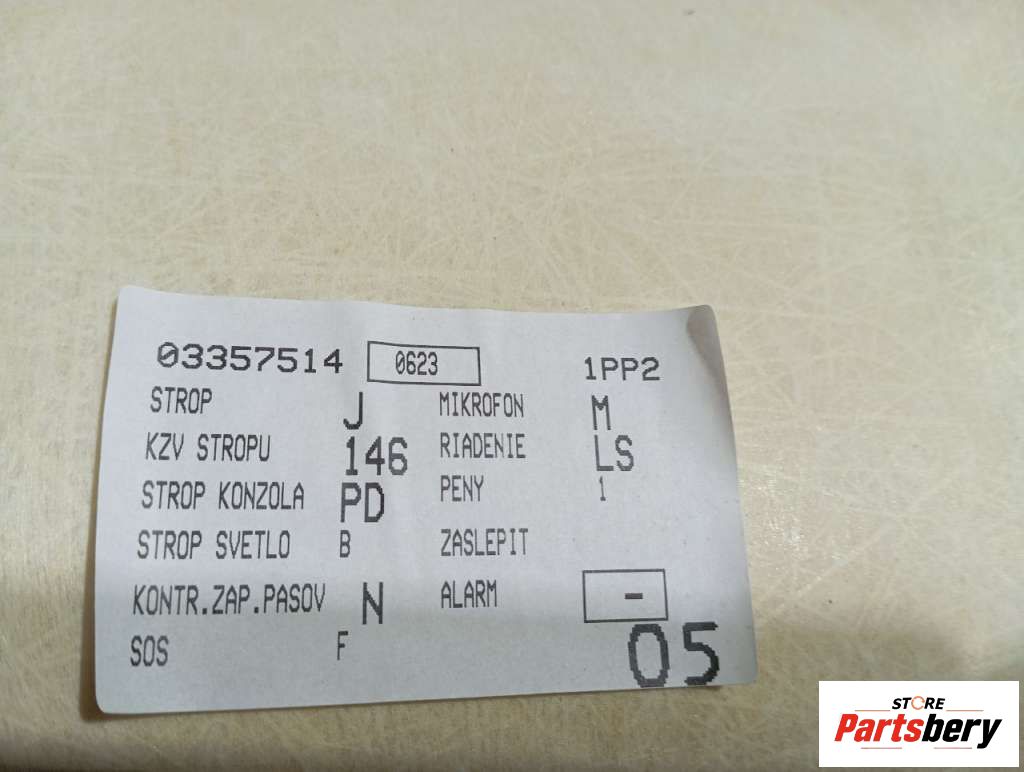 03357514 0623 1PP2
STROP J MIKROFON M
KZV STROPU 146 RIADENIE LS
STROP KONZOLA PD PENY 1
STROP SVETLO B ZASLEPIT
KONTR.ZAP.PASOV N ALARM -
SOS F 05
STORE
Partsbery